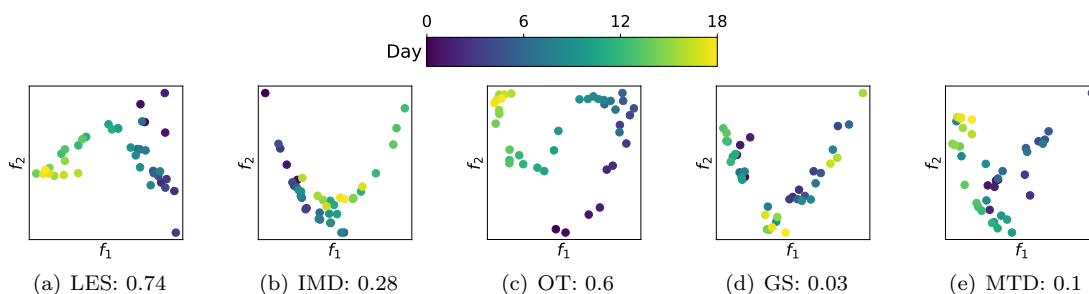 0 6 12 18
Day
f₂ f₂ f₂ f₂ f₂
f₁ f₁ f₁ f₁ f₁
(a) LES: 0.74 (b) IMD: 0.28 (c) OT: 0.6 (d) GS: 0.03 (e) MTD: 0.1